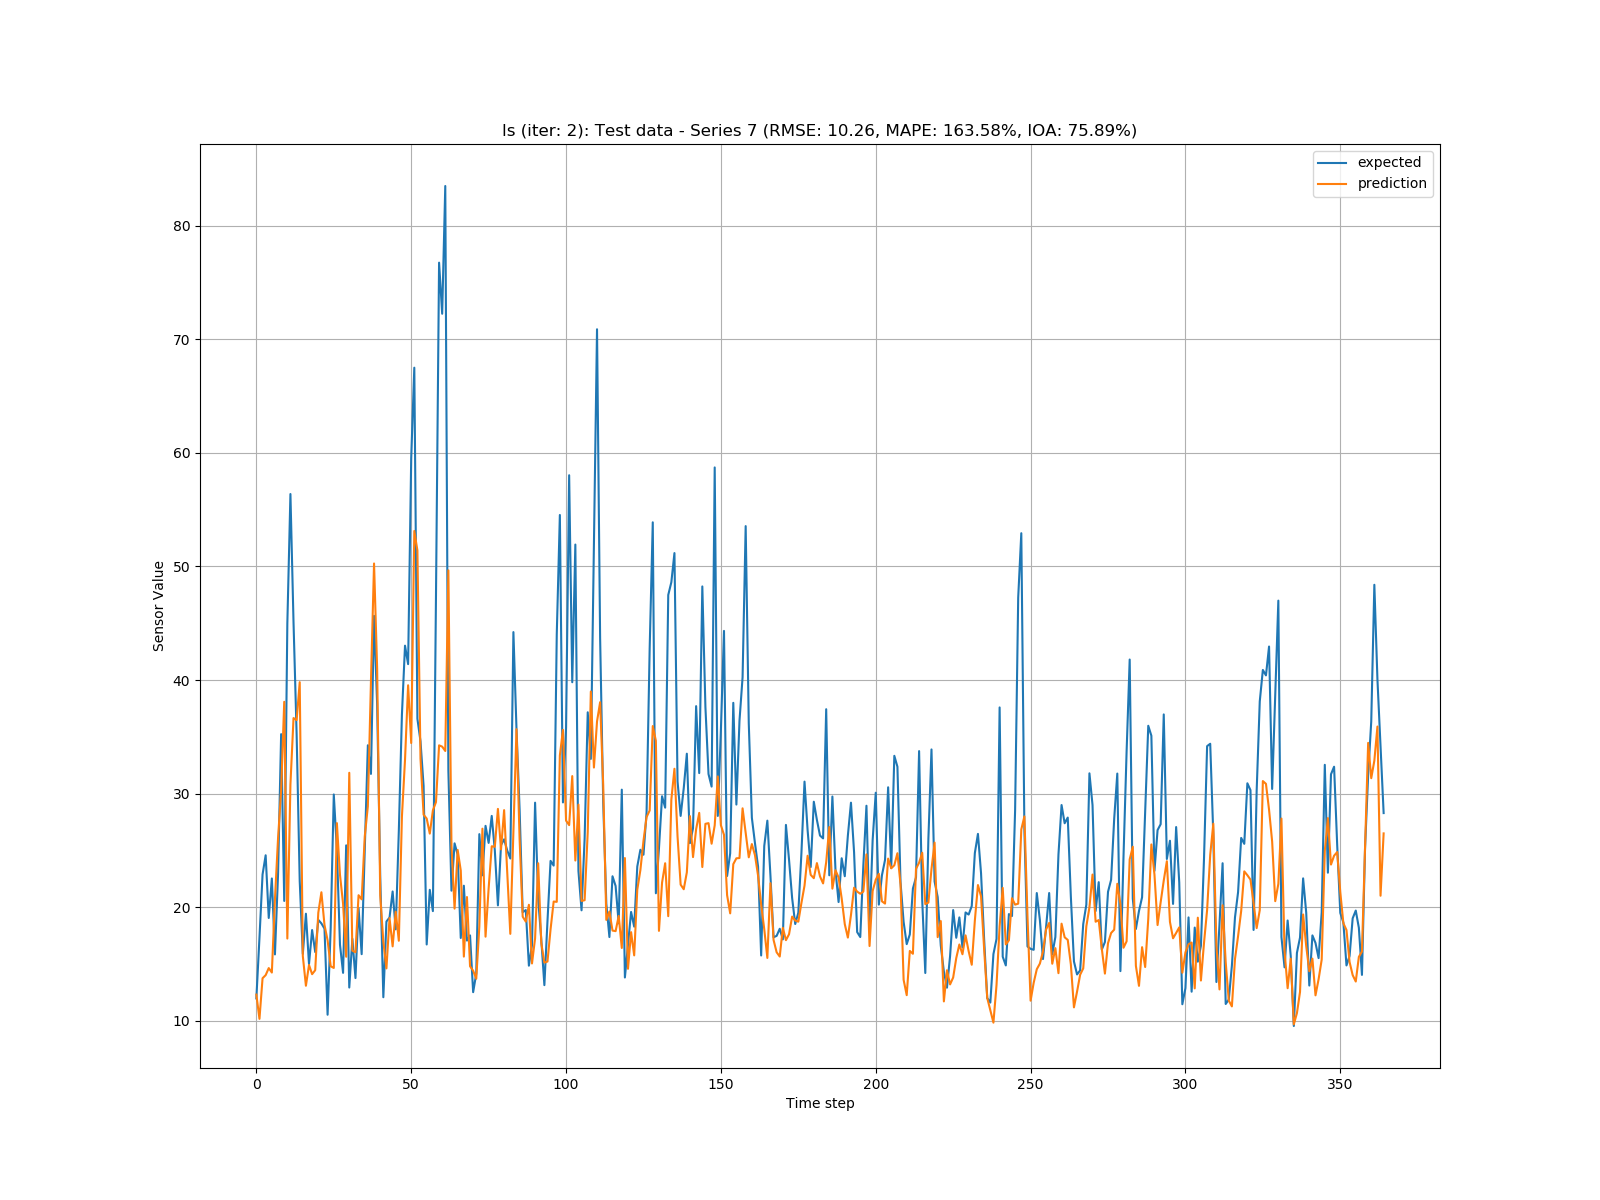 ls (iter: 2): Test data - Series 7 (RMSE: 10.26, MAPE: 163.58%, IOA: 75.89%)
expected
prediction
80
70
60
50
40
30
20
10
Sensor Value
0 50 100 150 200 250 300 350
Time step